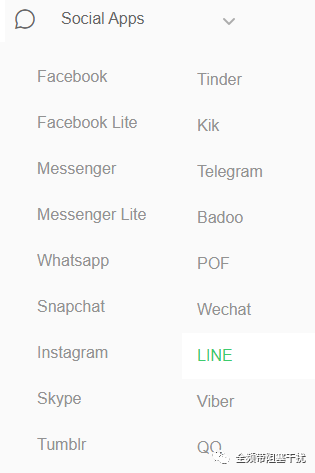 Social Apps
Facebook
Facebook Lite
Messenger
Messenger Lite
Whatsapp
Snapchat
Instagram
Skype
Tumblr
Tinder
Kik
Telegram
Badoo
POF
Wechat
LINE
Viber
QQ
全频带阻塞干扰